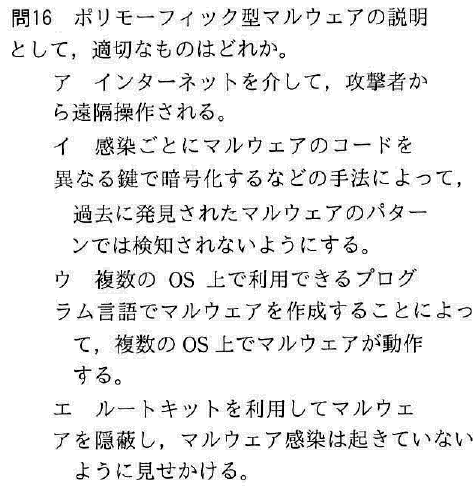 問16 ポリモーフィック型マルウェアの説明
として，適切なものはどれか。
ア インターネットを介して，攻撃者か
ら遠隔操作される。
イ 感染ごとにマルウェアのコードを
異なる鍵で暗号化するなどの手法によって，
過去に発見されたマルウェアのパター
ンでは検知されないようにする。
ウ 複数の OS 上で利用できるプログ
ラム言語でマルウェアを作成することによっ
て，複数の OS 上でマルウェアが動作
する。
エ ルートキットを利用してマルウェ
アを隠蔽し，マルウェア感染は起きていない
ように見せかける。